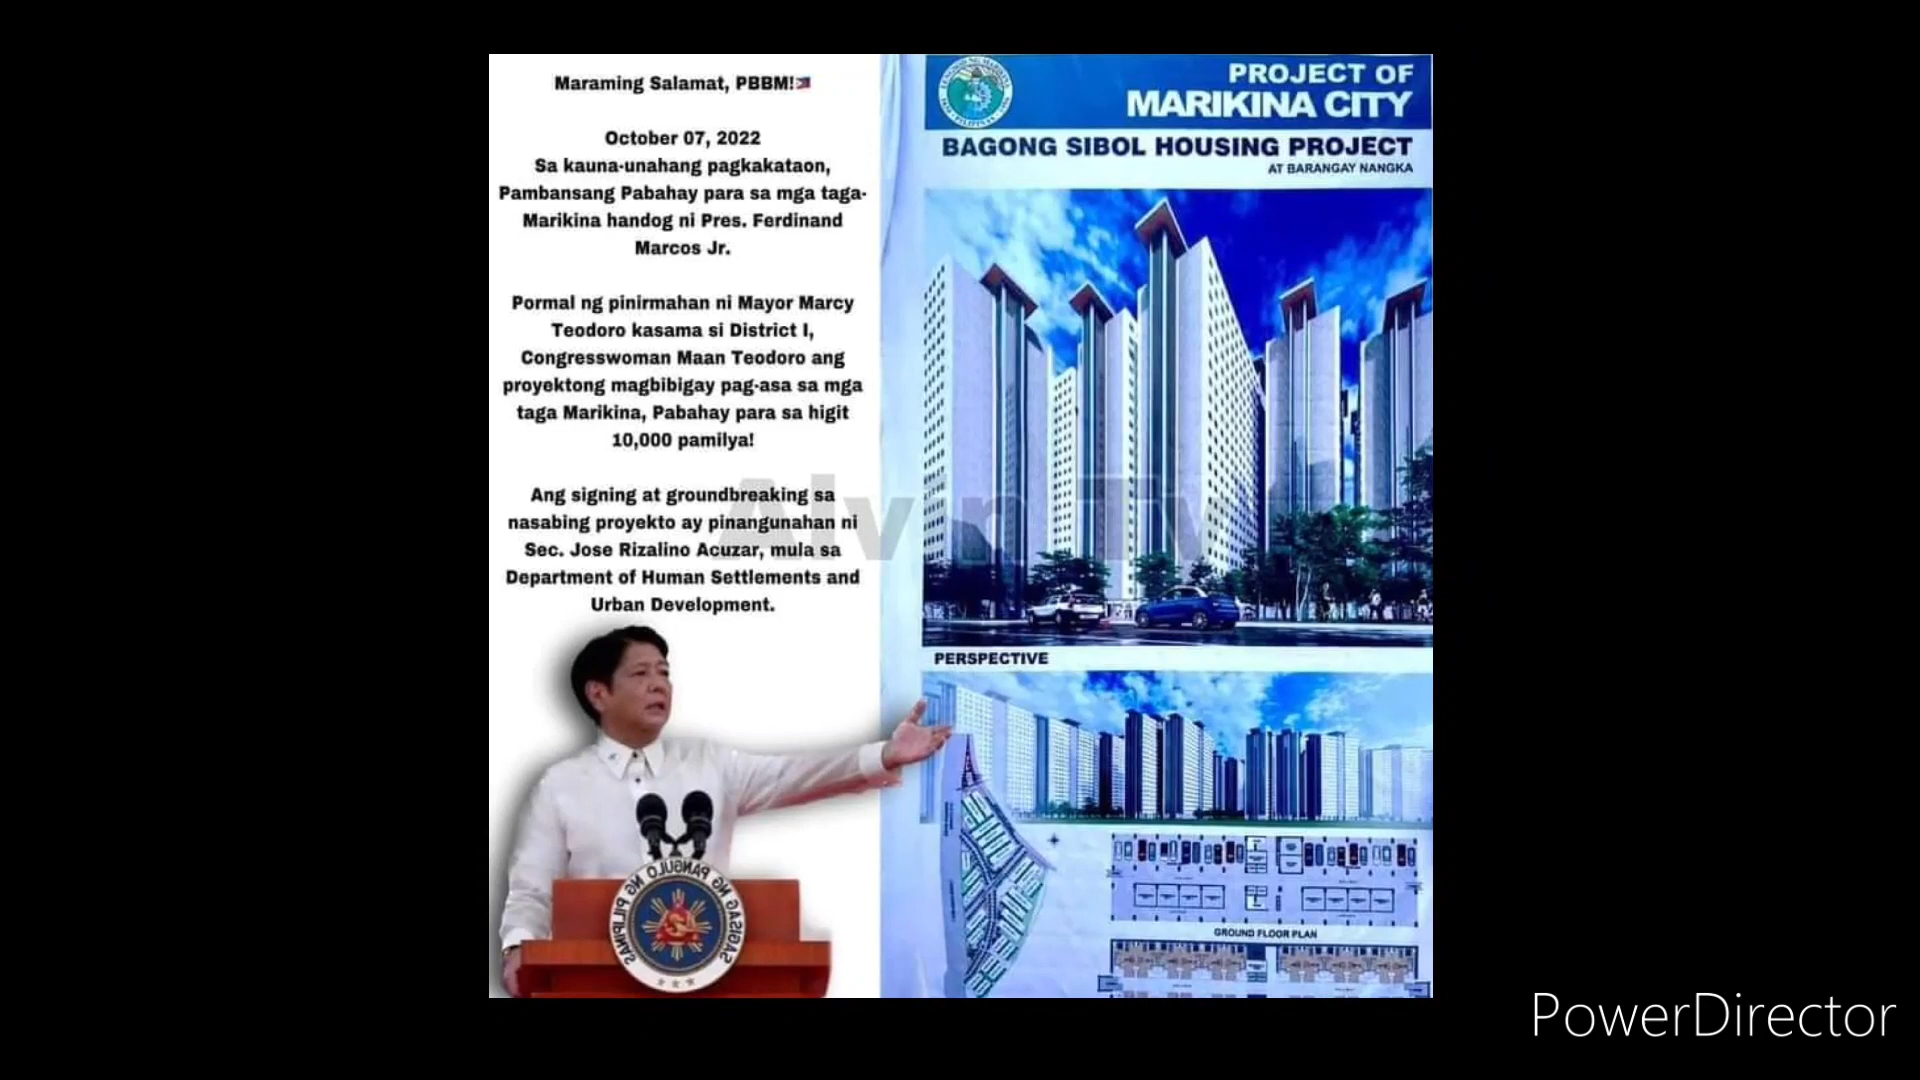 Maraming Salamat, PBBM!
October 07, 2022
Sa kauna-unahang pagkakataon,
Pambansang Pabahay para sa mga taga-
Marikina handog ni Pres. Ferdinand
Marcos Jr.
Pormal ng pinirmahan ni Mayor Marcy
Teodoro kasama si District I,
Congresswoman Maan Teodoro ang
proyektong magbibigay pag-asa sa mga
taga Marikina, Pabahay para sa higit
10,000 pamilya!
Ang signing at groundbreaking sa
nasabing proyekto ay pinangunahan ni
Sec. Jose Rizalino Acuzar, mula sa
Department of Human Settlements and
Urban Development.
SAGISAG NG PANGULO NG PILIPINAS
PROJECT OF
MARIKINA CITY
BAGONG SIBOL HOUSING PROJECT
AT BARANGAY NANGKA
Alvin Tv
PERSPECTIVE
GROUND FLOOR PLAN
PowerDirector